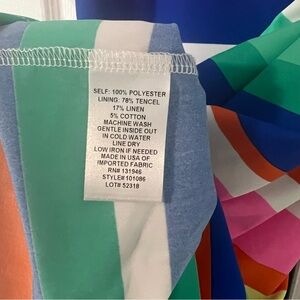 SELF: 100% POLYESTER
LINING: 78% TENCEL
17% LINEN
5% COTTON
MACHINE WASH
GENTLE INSIDE OUT
IN COLD WATER
LINE DRY
LOW IRON IF NEEDED
MADE IN USA OF
IMPORTED FABRIC
RN# 131946
STYLE# 101086
LOT# 52318